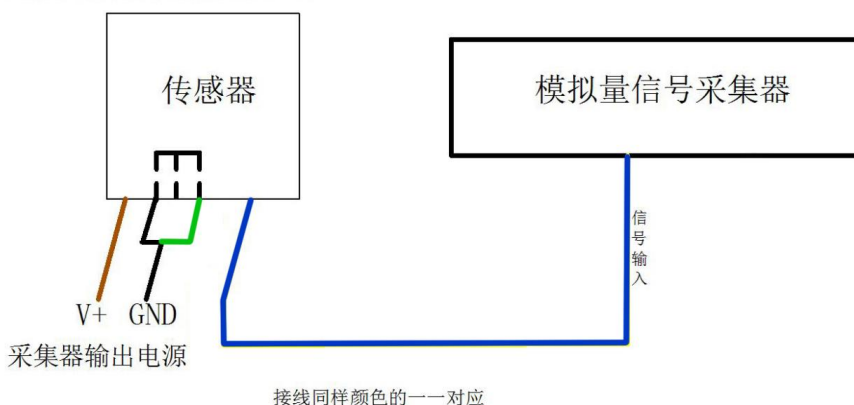 传感器
模拟量信号采集器
信号输入
V+ GND
采集器输出电源
接线同样颜色的一一对应